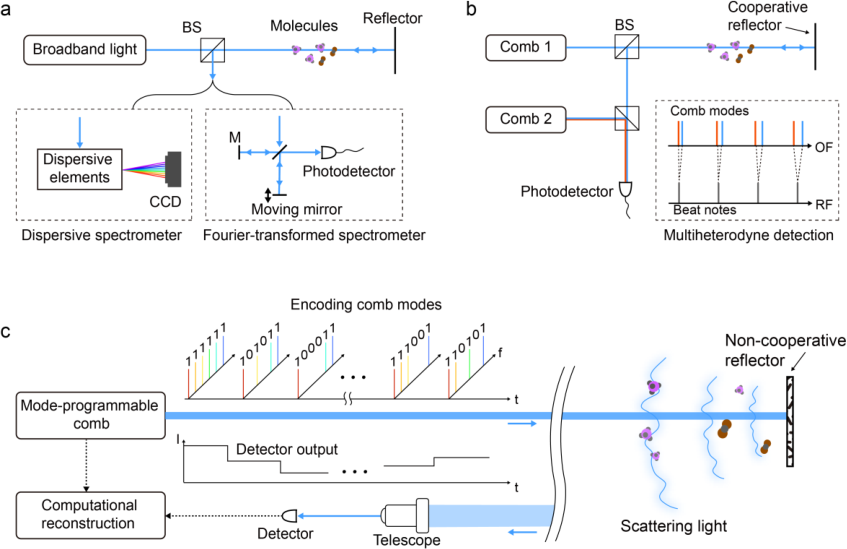 a
Broadband light
BS
Molecules
Reflector
Dispersive
elements
CCD
Dispersive spectrometer
M
Photodetector
Moving mirror
Fourier-transformed spectrometer
b
Comb 1
BS
Cooperative
reflector
Comb 2
Photodetector
Comb modes
OF
Beat notes
RF
Multiheterodyne detection
c
Encoding comb modes
111111
101011
100011
111001
110101
f
t
Mode-programmable
comb
Non-cooperative
reflector
I
Detector output
t
Computational
reconstruction
Detector
Telescope
Scattering light